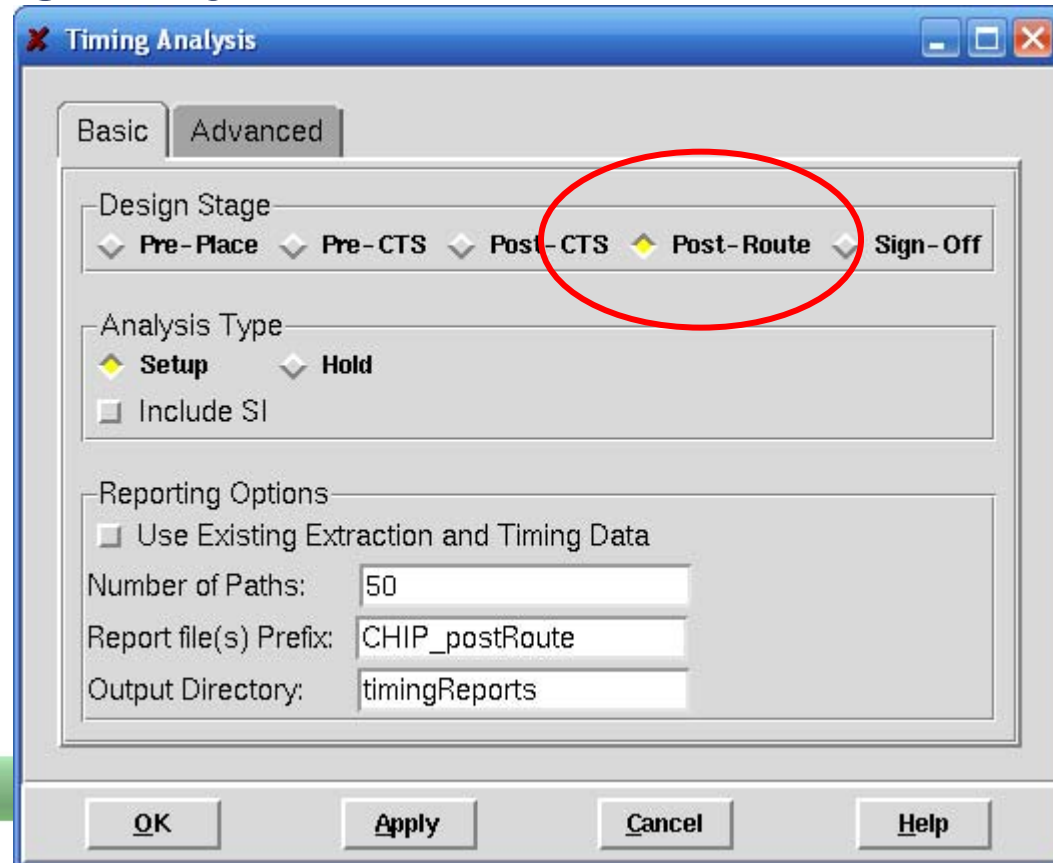 Timing Analysis
Basic Advanced
Design Stage
Pre-Place Pre-CTS Post-CTS Post-Route Sign-Off
Analysis Type
Setup Hold
Include SI
Reporting Options
Use Existing Extraction and Timing Data
Number of Paths: 50
Report file(s) Prefix: CHIP_postRoute
Output Directory: timingReports
OK Apply Cancel Help